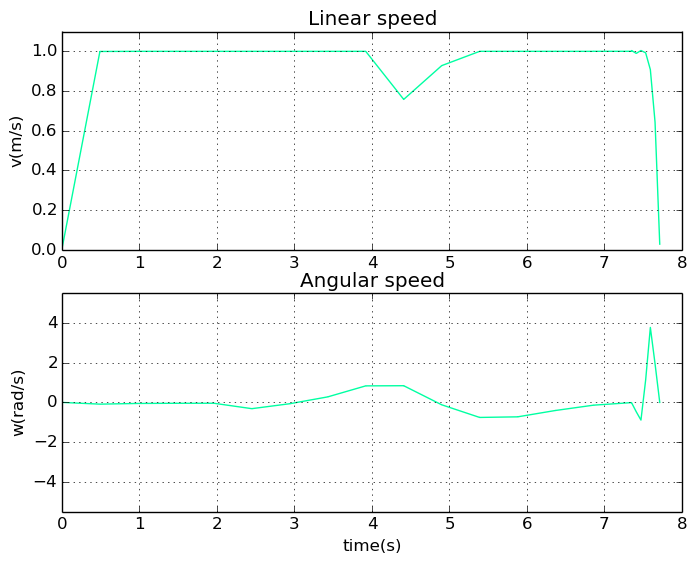 Linear speed
1.0
0.8
0.6
0.4
0.2
0.0
v(m/s)
0 1 2 3 4 5 6 7 8
Angular speed
4
2
0
−2
−4
w(rad/s)
0 1 2 3 4 5 6 7 8
time(s)